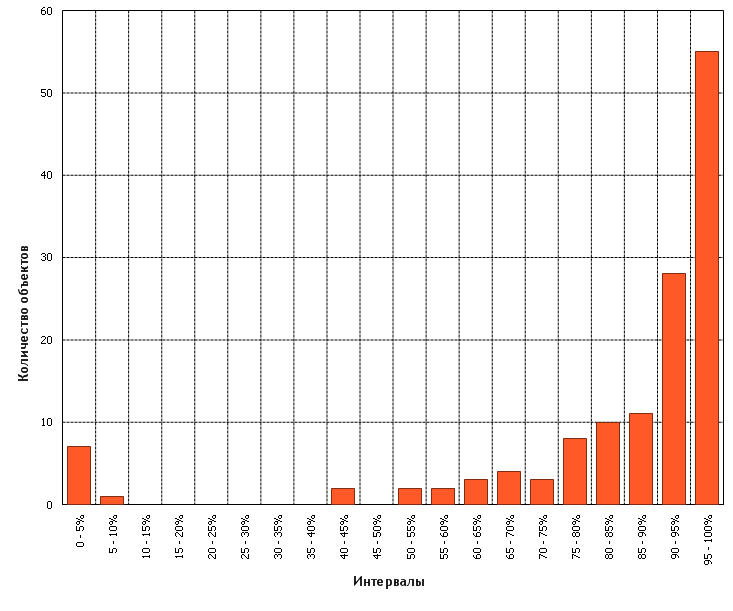 60
50
40
30
20
10
0
Количество объектов
0 - 5%
5 - 10%
10 - 15%
15 - 20%
20 - 25%
25 - 30%
30 - 35%
35 - 40%
40 - 45%
45 - 50%
50 - 55%
55 - 60%
60 - 65%
65 - 70%
70 - 75%
75 - 80%
80 - 85%
85 - 90%
90 - 95%
95 - 100%
Интервалы